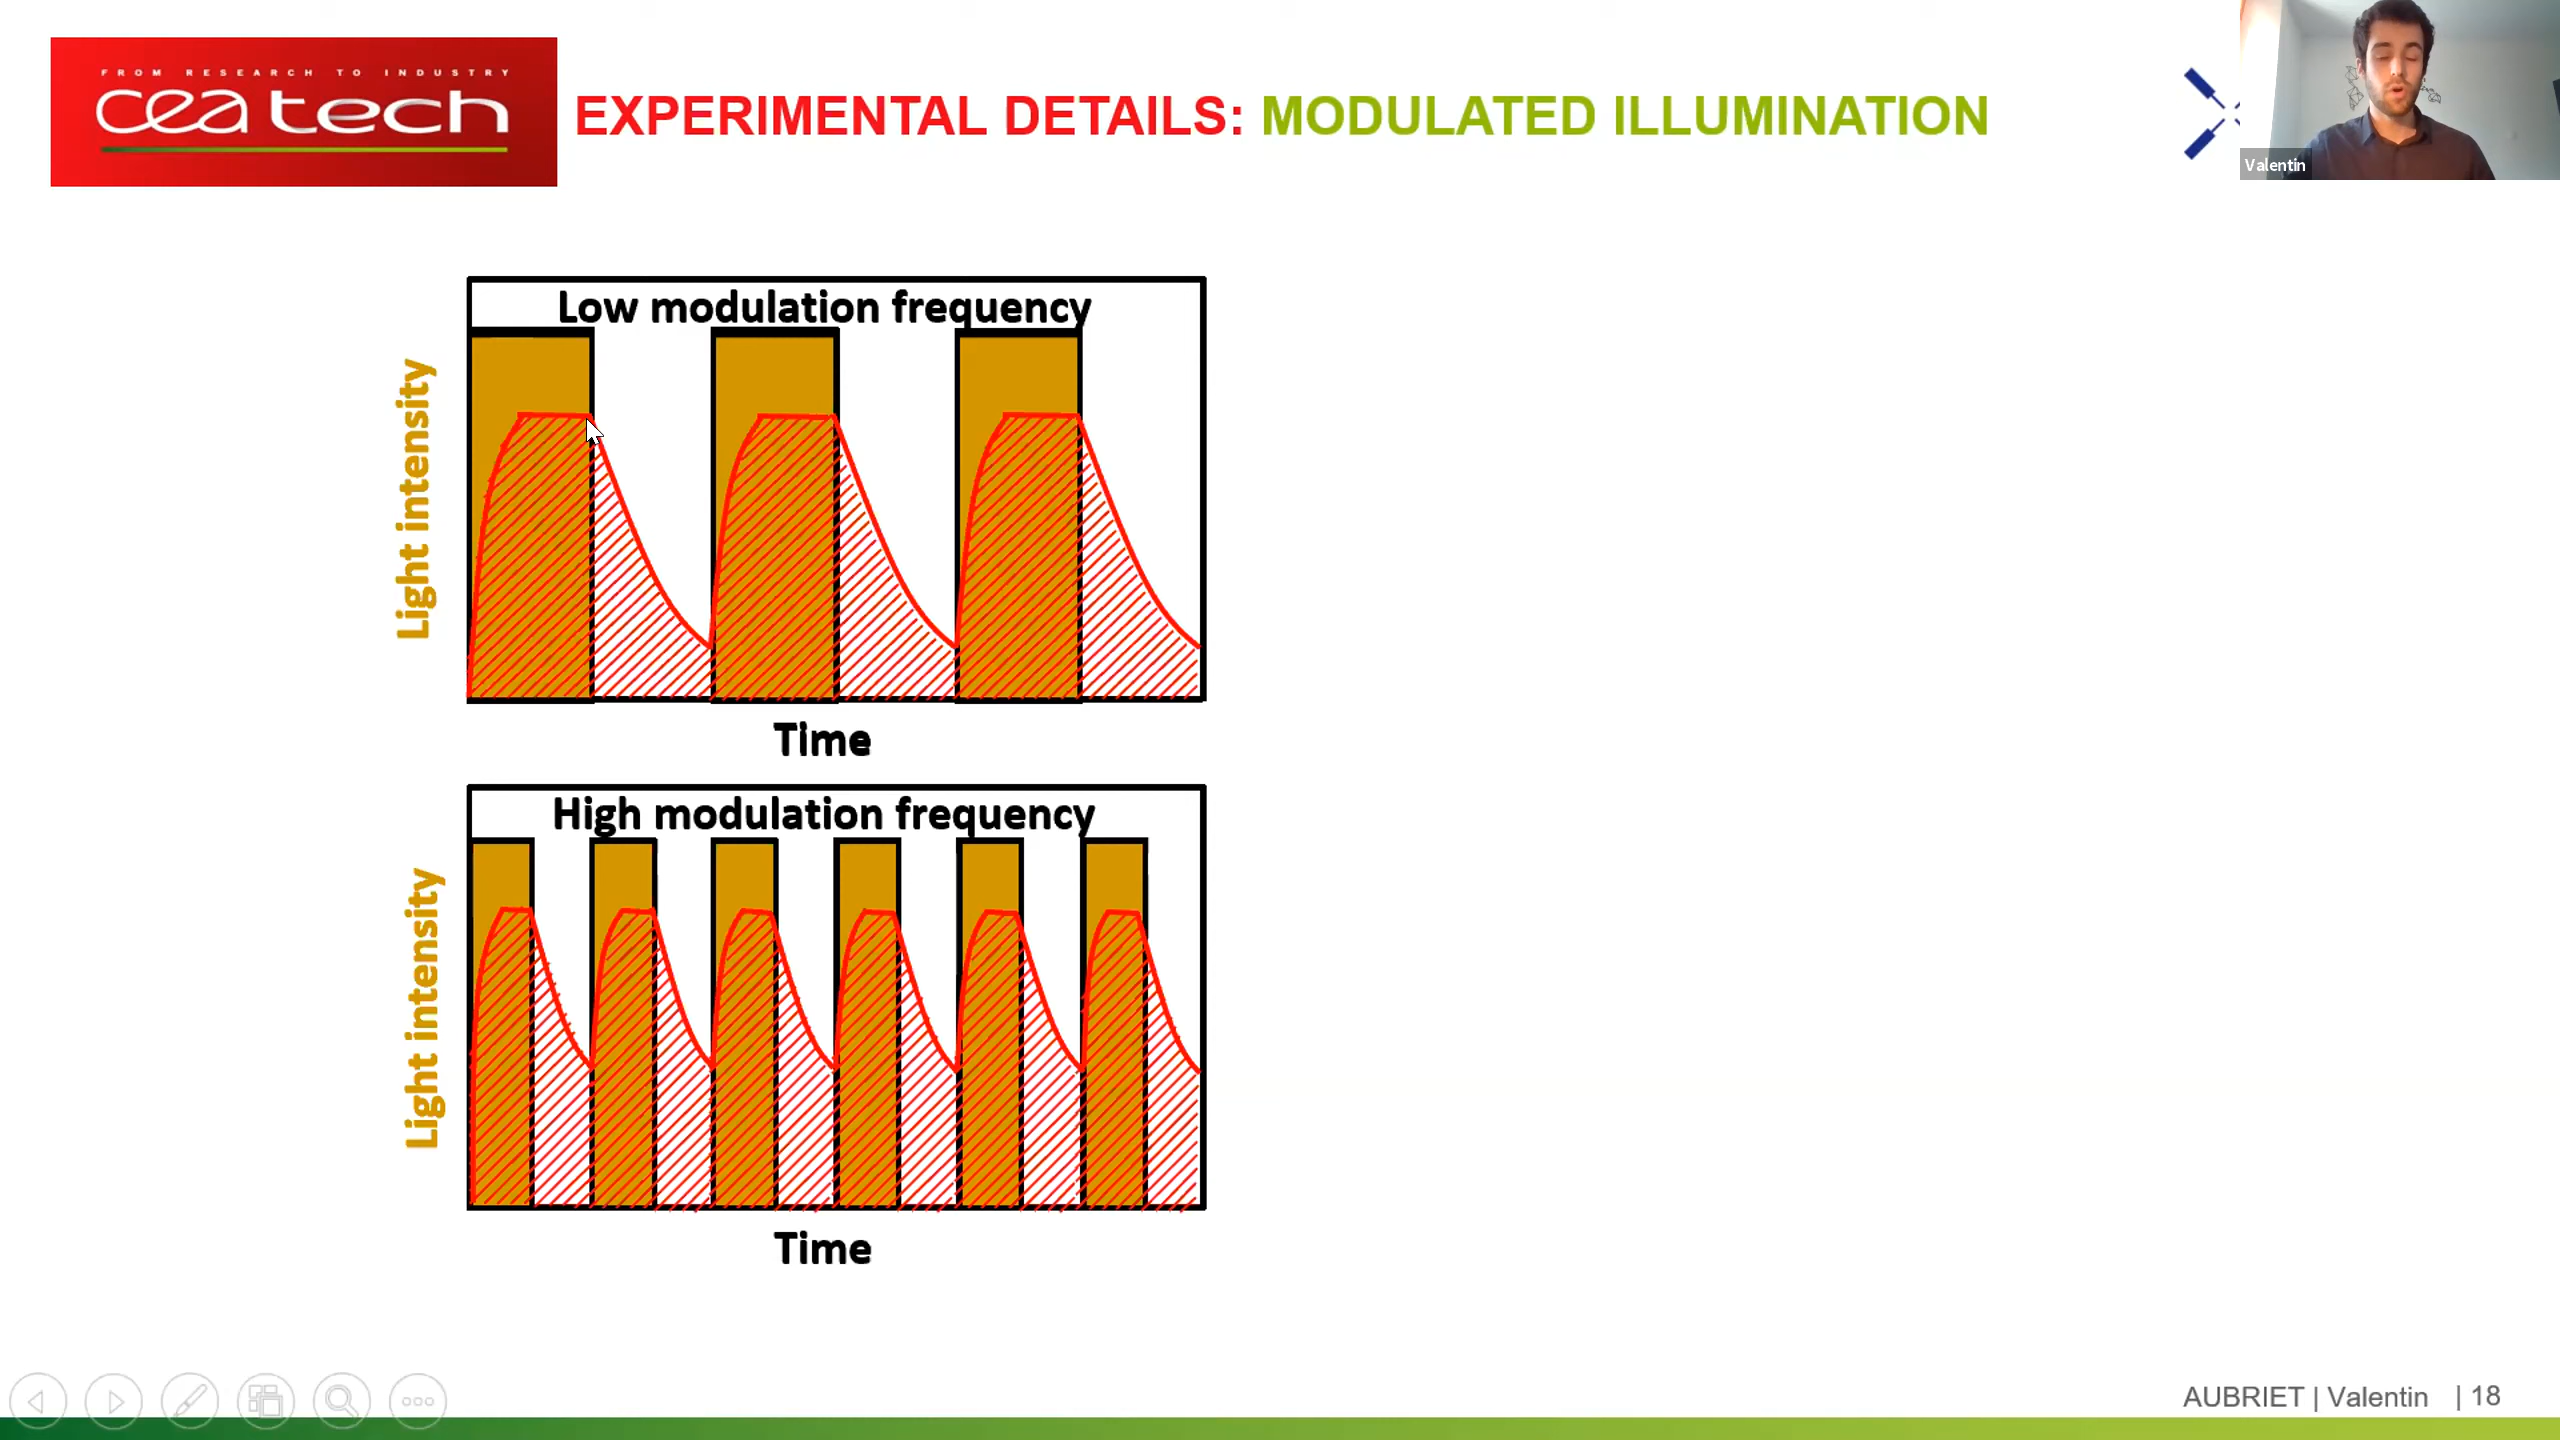 FROM RESEARCH TO INDUSTRY
cea tech
EXPERIMENTAL DETAILS: MODULATED ILLUMINATION
Valentin
Low modulation frequency
Light intensity
Time
High modulation frequency
Light intensity
Time
AUBRIET | Valentin | 18